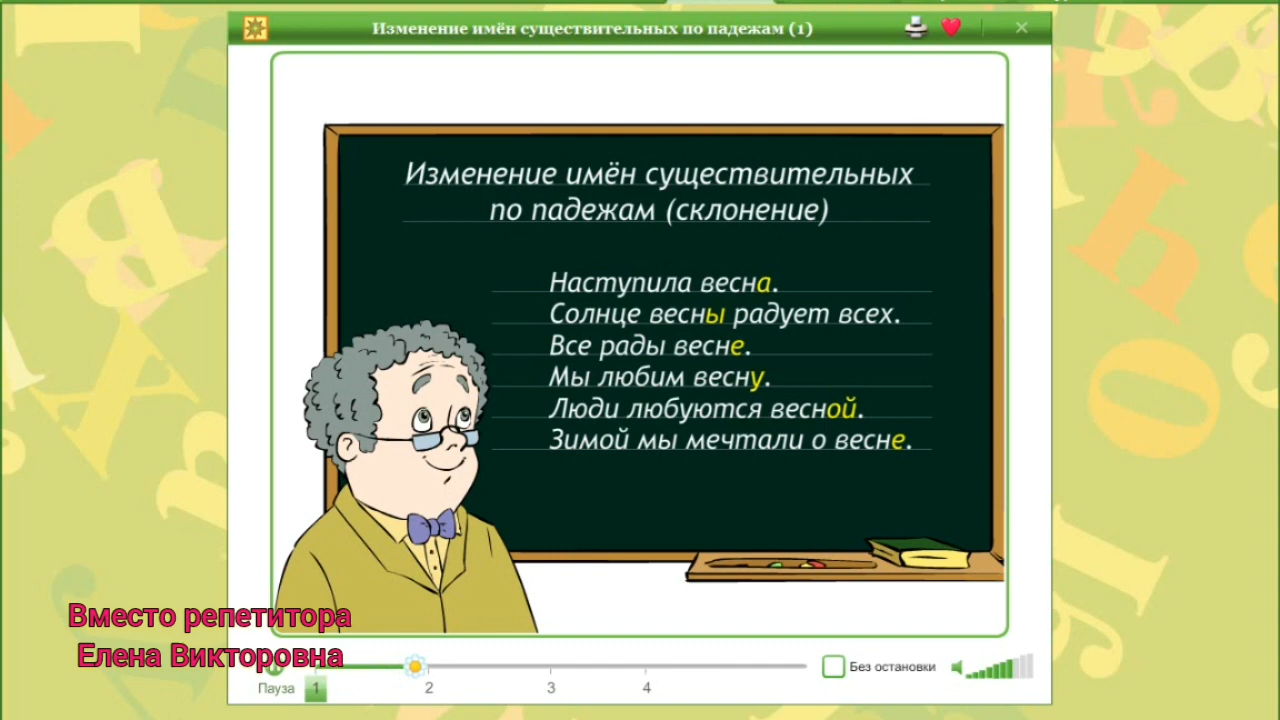 Изменение имён существительных по падежам (1)
Изменение имён существительных
по падежам (склонение)
Наступила весна.
Солнце весны радует всех.
Все рады весне.
Мы любим весну.
Люди любуются весной.
Зимой мы мечтали о весне.
Вместо репетитора
Елена Викторовна
Без остановки
Пауза 1 2 3 4